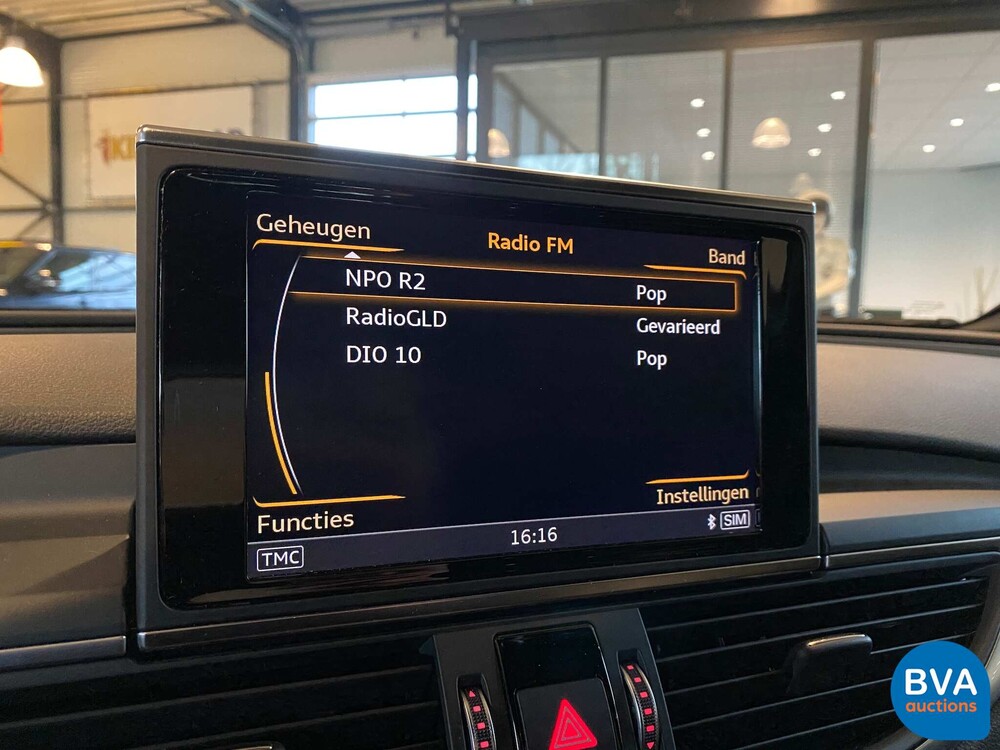 Geheugen
Radio FM
Band
NPO R2 Pop
RadioGLD Gevarieerd
DIO 10 Pop
Instellingen
Functies
TMC 16:16 SIM
BVA
auctions